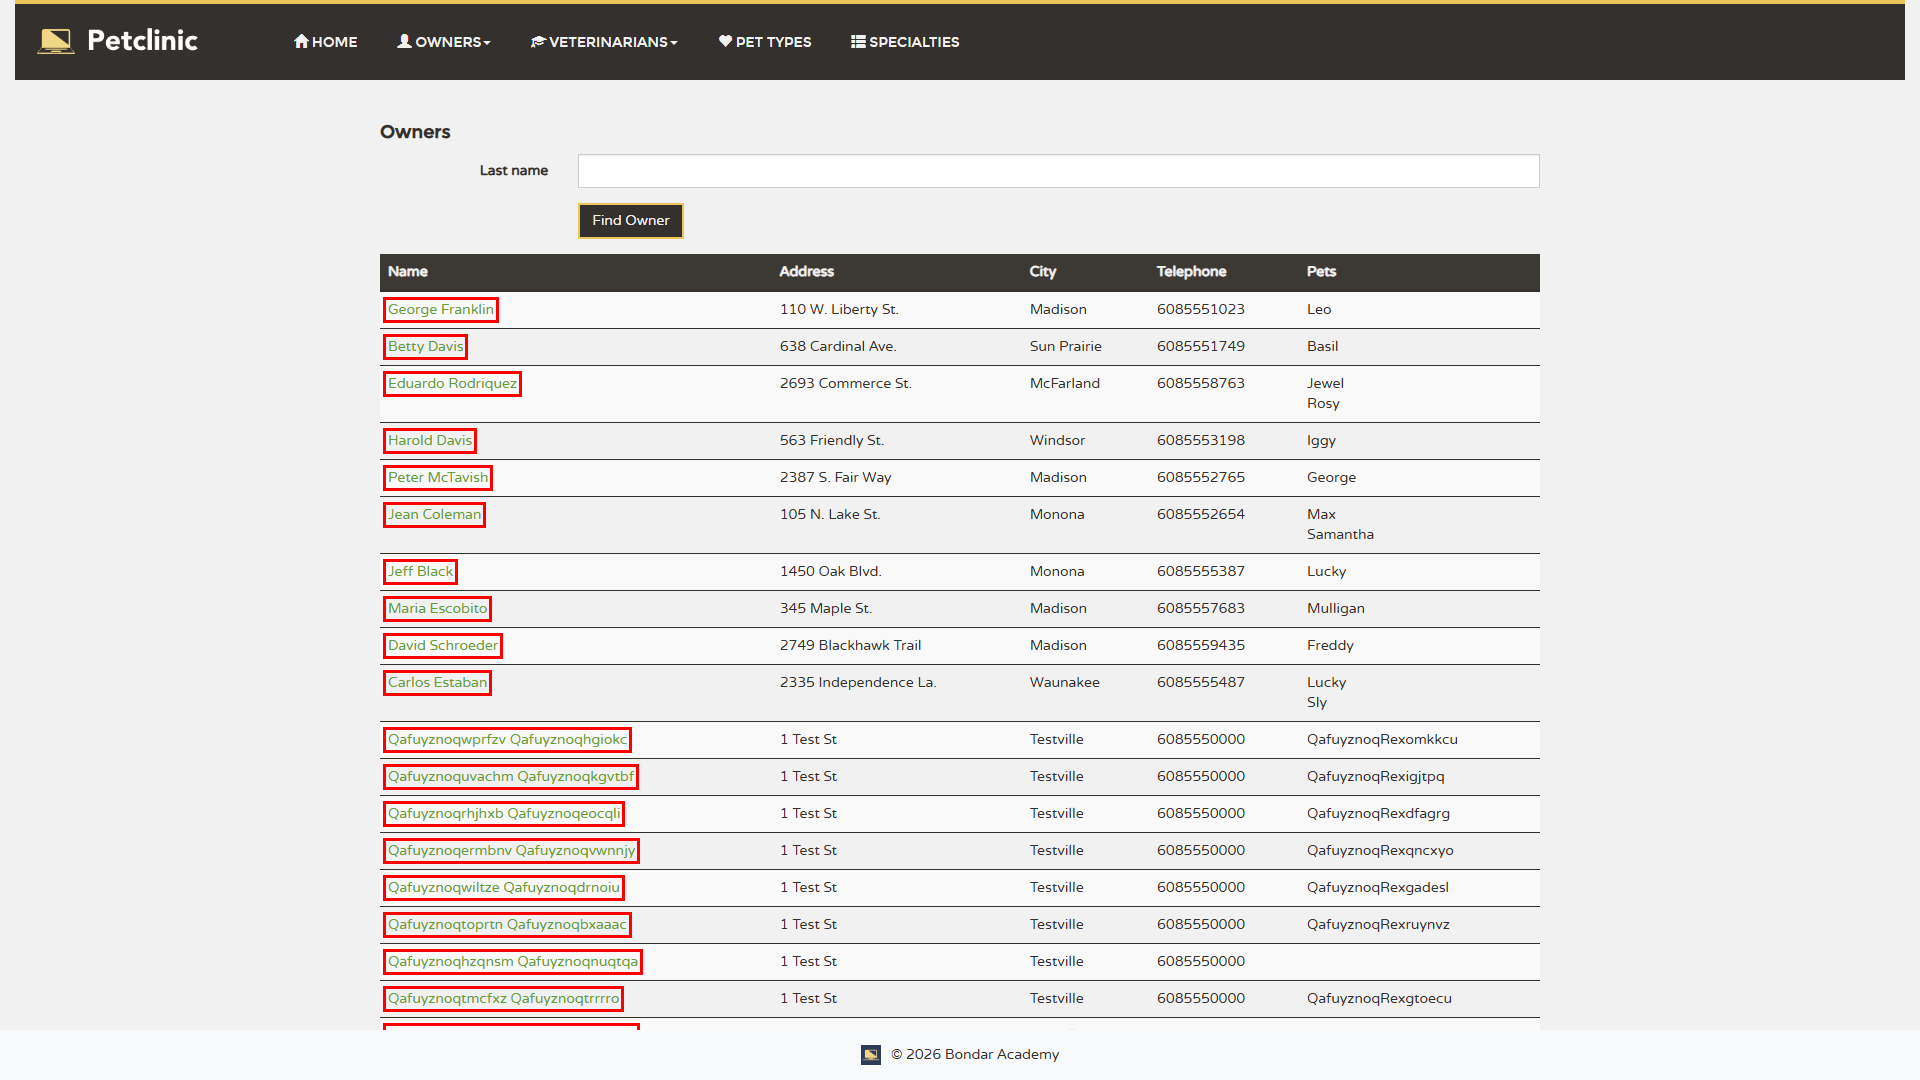 Petclinic HOME OWNERS VETERINARIANS PET TYPES SPECIALTIES
Owners
Last name
Find Owner
Name Address City Telephone Pets
George Franklin 110 W. Liberty St. Madison 6085551023 Leo
Betty Davis 638 Cardinal Ave. Sun Prairie 6085551749 Basil
Eduardo Rodriquez 2693 Commerce St. McFarland 6085558763 Jewel
Rosy
Harold Davis 563 Friendly St. Windsor 6085553198 Iggy
Peter McTavish 2387 S. Fair Way Madison 6085552765 George
Jean Coleman 105 N. Lake St. Monona 6085552654 Max
Samantha
Jeff Black 1450 Oak Blvd. Monona 6085555387 Lucky
Maria Escobito 345 Maple St. Madison 6085557683 Mulligan
David Schroeder 2749 Blackhawk Trail Madison 6085559435 Freddy
Carlos Estaban 2335 Independence La. Waunakee 6085555487 Lucky
Sly
Qafuyznoqwprfzv Qafuyznoqhgiokc 1 Test St Testville 6085550000 QafuyznoqRexomkkcu
Qafuyznoquvachm Qafuyznoqkgvtbf 1 Test St Testville 6085550000 QafuyznoqRexigjtpq
Qafuyznoqrhjhxb Qafuyznoqeocqli 1 Test St Testville 6085550000 QafuyznoqRexdfagrg
Qafuyznoqermbnv Qafuyznoqvwnnjy 1 Test St Testville 6085550000 QafuyznoqRexqncxyo
Qafuyznoqwiltze Qafuyznoqdrnoiu 1 Test St Testville 6085550000 QafuyznoqRexgadesl
Qafuyznoqtoprtn Qafuyznoqbxaaac 1 Test St Testville 6085550000 QafuyznoqRexruynvz
Qafuyznoqhzqnsm Qafuyznoqnuqtqa 1 Test St Testville 6085550000
Qafuyznoqtmcfxz Qafuyznoqtrrrro 1 Test St Testville 6085550000 QafuyznoqRexgtoecu
© 2026 Bondar Academy